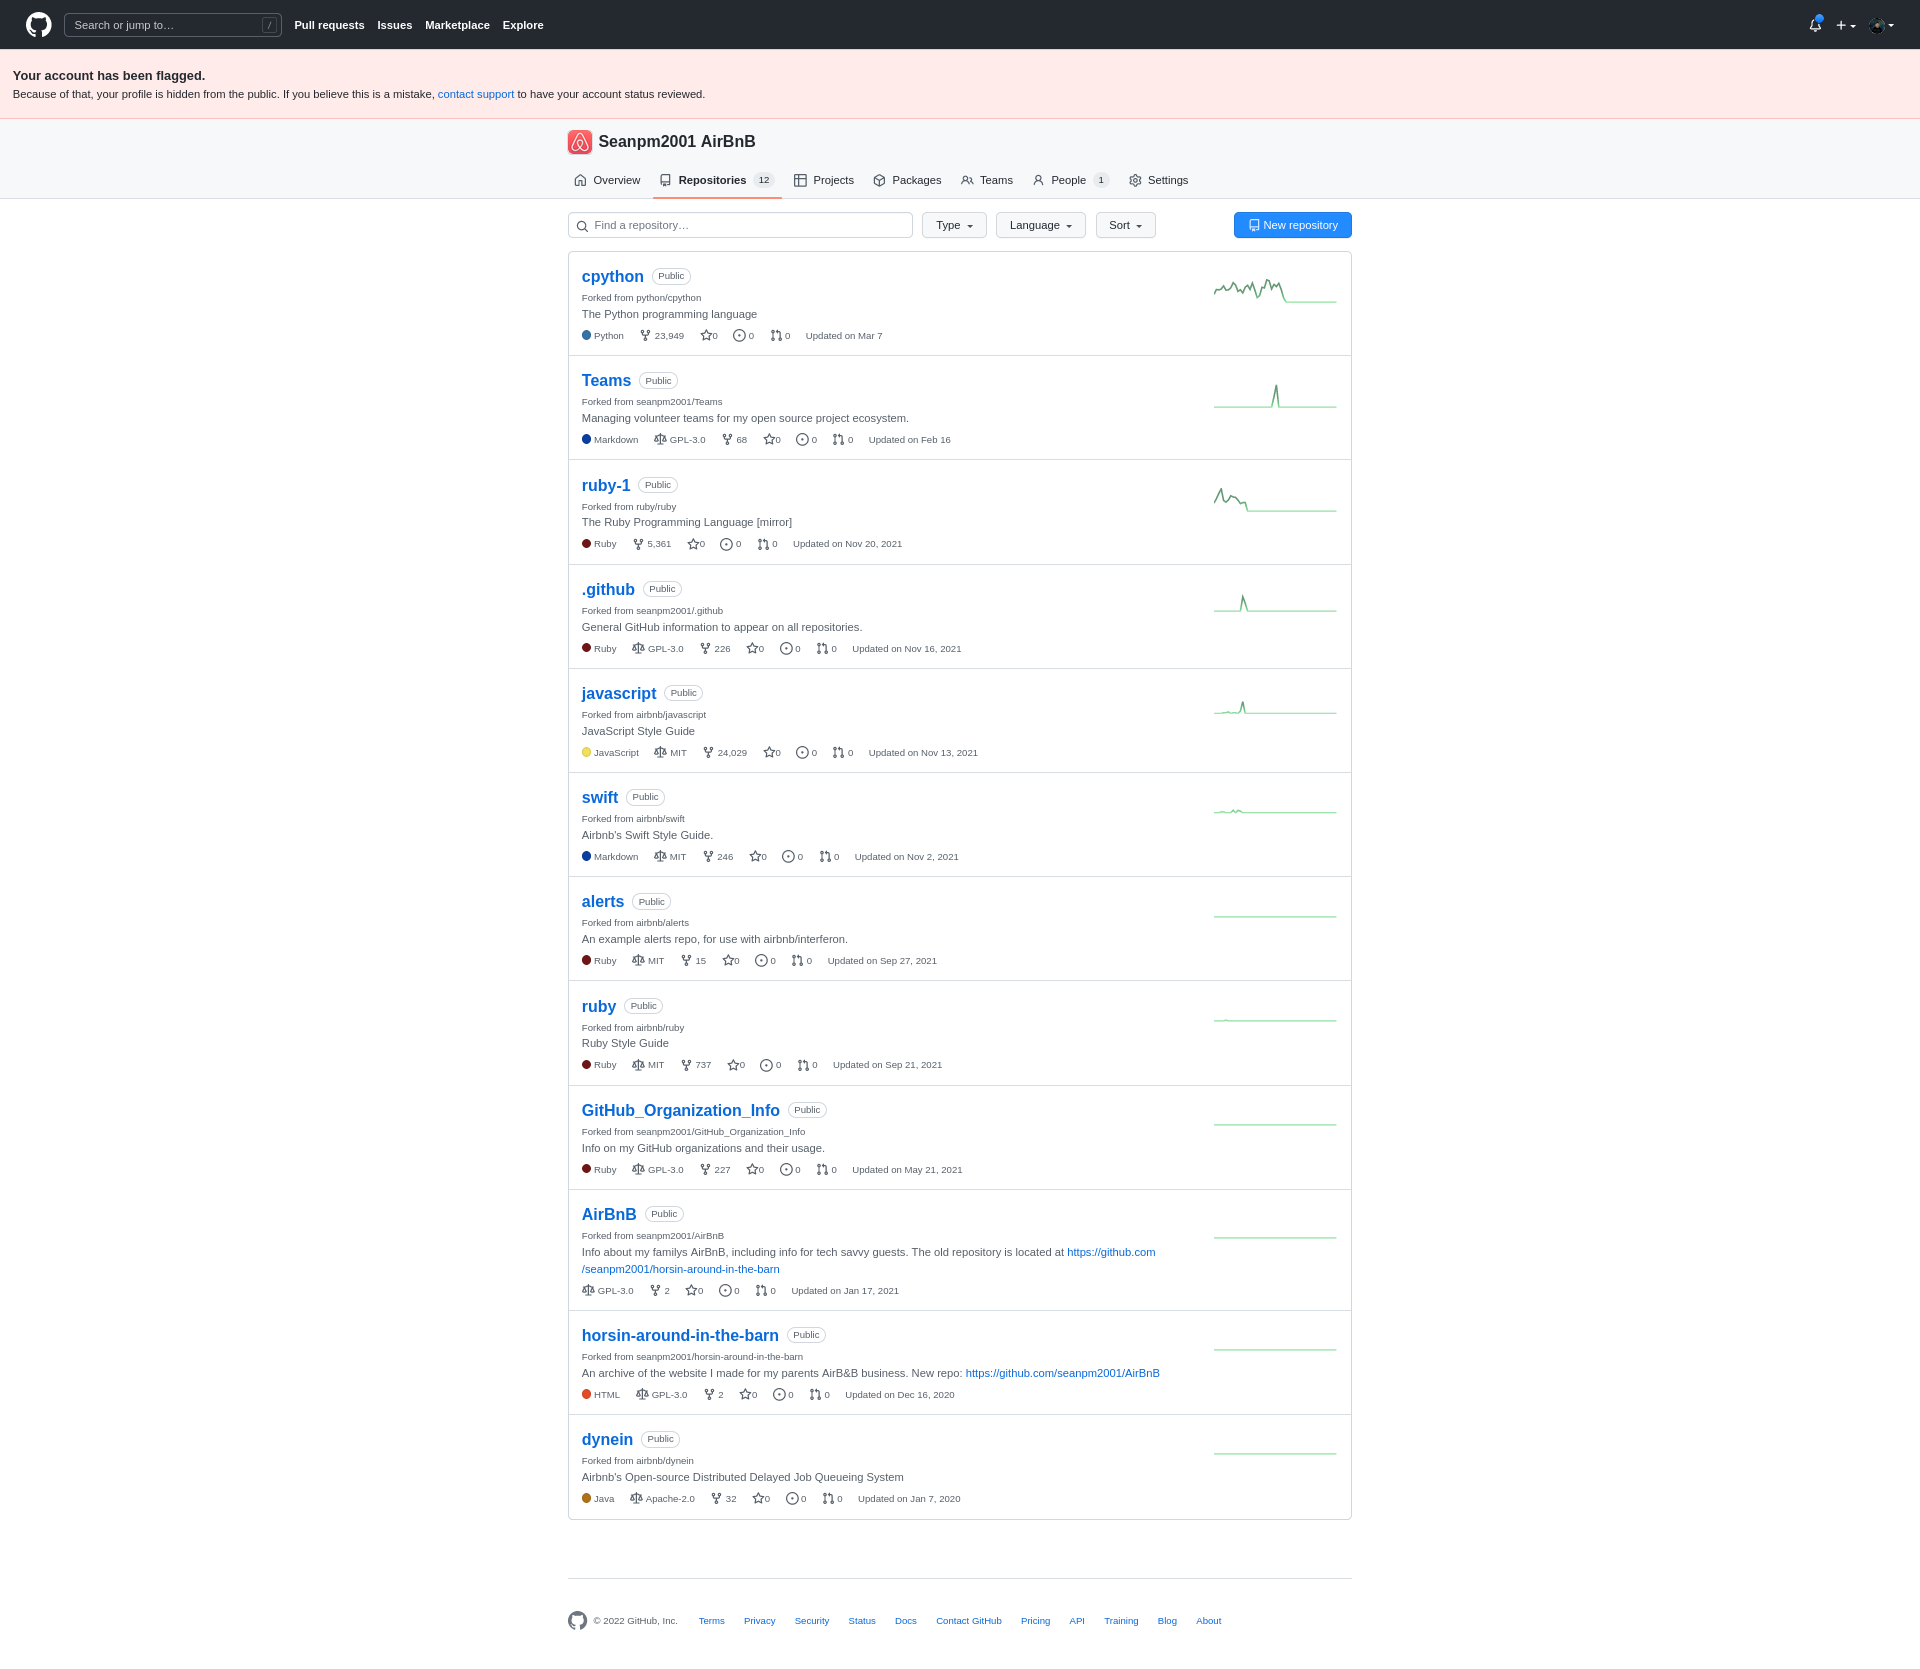 Search or jump to… /
Pull requests Issues Marketplace Explore
Your account has been flagged.
Because of that, your profile is hidden from the public. If you believe this is a mistake, contact support to have your account status reviewed.
Seanpm2001 AirBnB
Overview Repositories 12 Projects Packages Teams People 1 Settings
Find a repository… Type Language Sort New repository
cpython Public
Forked from python/cpython
The Python programming language
Python 23,949 0 0 0 Updated on Mar 7
Teams Public
Forked from seanpm2001/Teams
Managing volunteer teams for my open source project ecosystem.
Markdown GPL-3.0 68 0 0 0 Updated on Feb 16
ruby-1 Public
Forked from ruby/ruby
The Ruby Programming Language [mirror]
Ruby 5,361 0 0 0 Updated on Nov 20, 2021
.github Public
Forked from seanpm2001/.github
General GitHub information to appear on all repositories.
Ruby GPL-3.0 226 0 0 0 Updated on Nov 16, 2021
javascript Public
Forked from airbnb/javascript
JavaScript Style Guide
JavaScript MIT 24,029 0 0 0 Updated on Nov 13, 2021
swift Public
Forked from airbnb/swift
Airbnb's Swift Style Guide.
Markdown MIT 246 0 0 0 Updated on Nov 2, 2021
alerts Public
Forked from airbnb/alerts
An example alerts repo, for use with airbnb/interferon.
Ruby MIT 15 0 0 0 Updated on Sep 27, 2021
ruby Public
Forked from airbnb/ruby
Ruby Style Guide
Ruby MIT 737 0 0 0 Updated on Sep 21, 2021
GitHub_Organization_Info Public
Forked from seanpm2001/GitHub_Organization_Info
Info on my GitHub organizations and their usage.
Ruby GPL-3.0 227 0 0 0 Updated on May 21, 2021
AirBnB Public
Forked from seanpm2001/AirBnB
Info about my familys AirBnB, including info for tech savvy guests. The old repository is located at https://github.com
/seanpm2001/horsin-around-in-the-barn
GPL-3.0 2 0 0 0 Updated on Jan 17, 2021
horsin-around-in-the-barn Public
Forked from seanpm2001/horsin-around-in-the-barn
An archive of the website I made for my parents AirB&B business. New repo: https://github.com/seanpm2001/AirBnB
HTML GPL-3.0 2 0 0 0 Updated on Dec 16, 2020
dynein Public
Forked from airbnb/dynein
Airbnb's Open-source Distributed Delayed Job Queueing System
Java Apache-2.0 32 0 0 0 Updated on Jan 7, 2020
© 2022 GitHub, Inc. Terms Privacy Security Status Docs Contact GitHub Pricing API Training Blog About